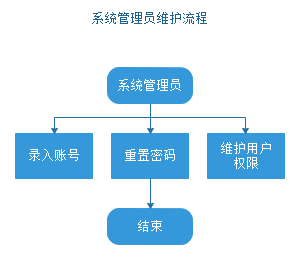 系统管理员维护流程
系统管理员
录入账号
重置密码
维护用户
权限
结束